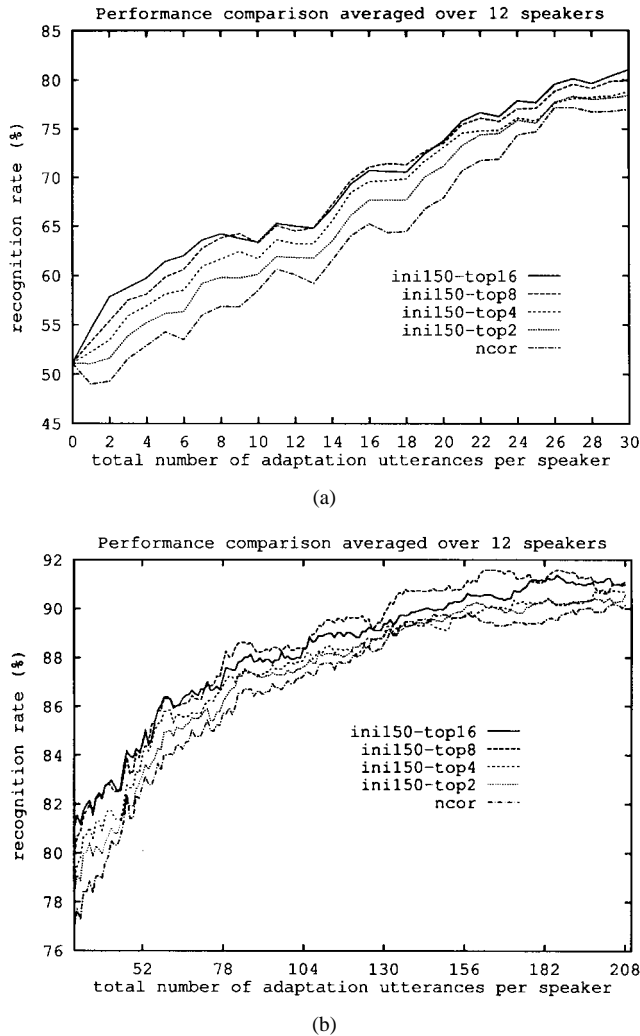 Performance comparison averaged over 12 speakers
85
80
75
70
65
60
55
50
45
recognition rate (%)
ini150-top16
ini150-top8
ini150-top4
ini150-top2
ncor
0 2 4 6 8 10 12 14 16 18 20 22 24 26 28 30
total number of adaptation utterances per speaker
(a)
Performance comparison averaged over 12 speakers
92
90
88
86
84
82
80
78
76
recognition rate (%)
ini150-top16
ini150-top8
ini150-top4
ini150-top2
ncor
52 78 104 130 156 182 208
total number of adaptation utterances per speaker
(b)